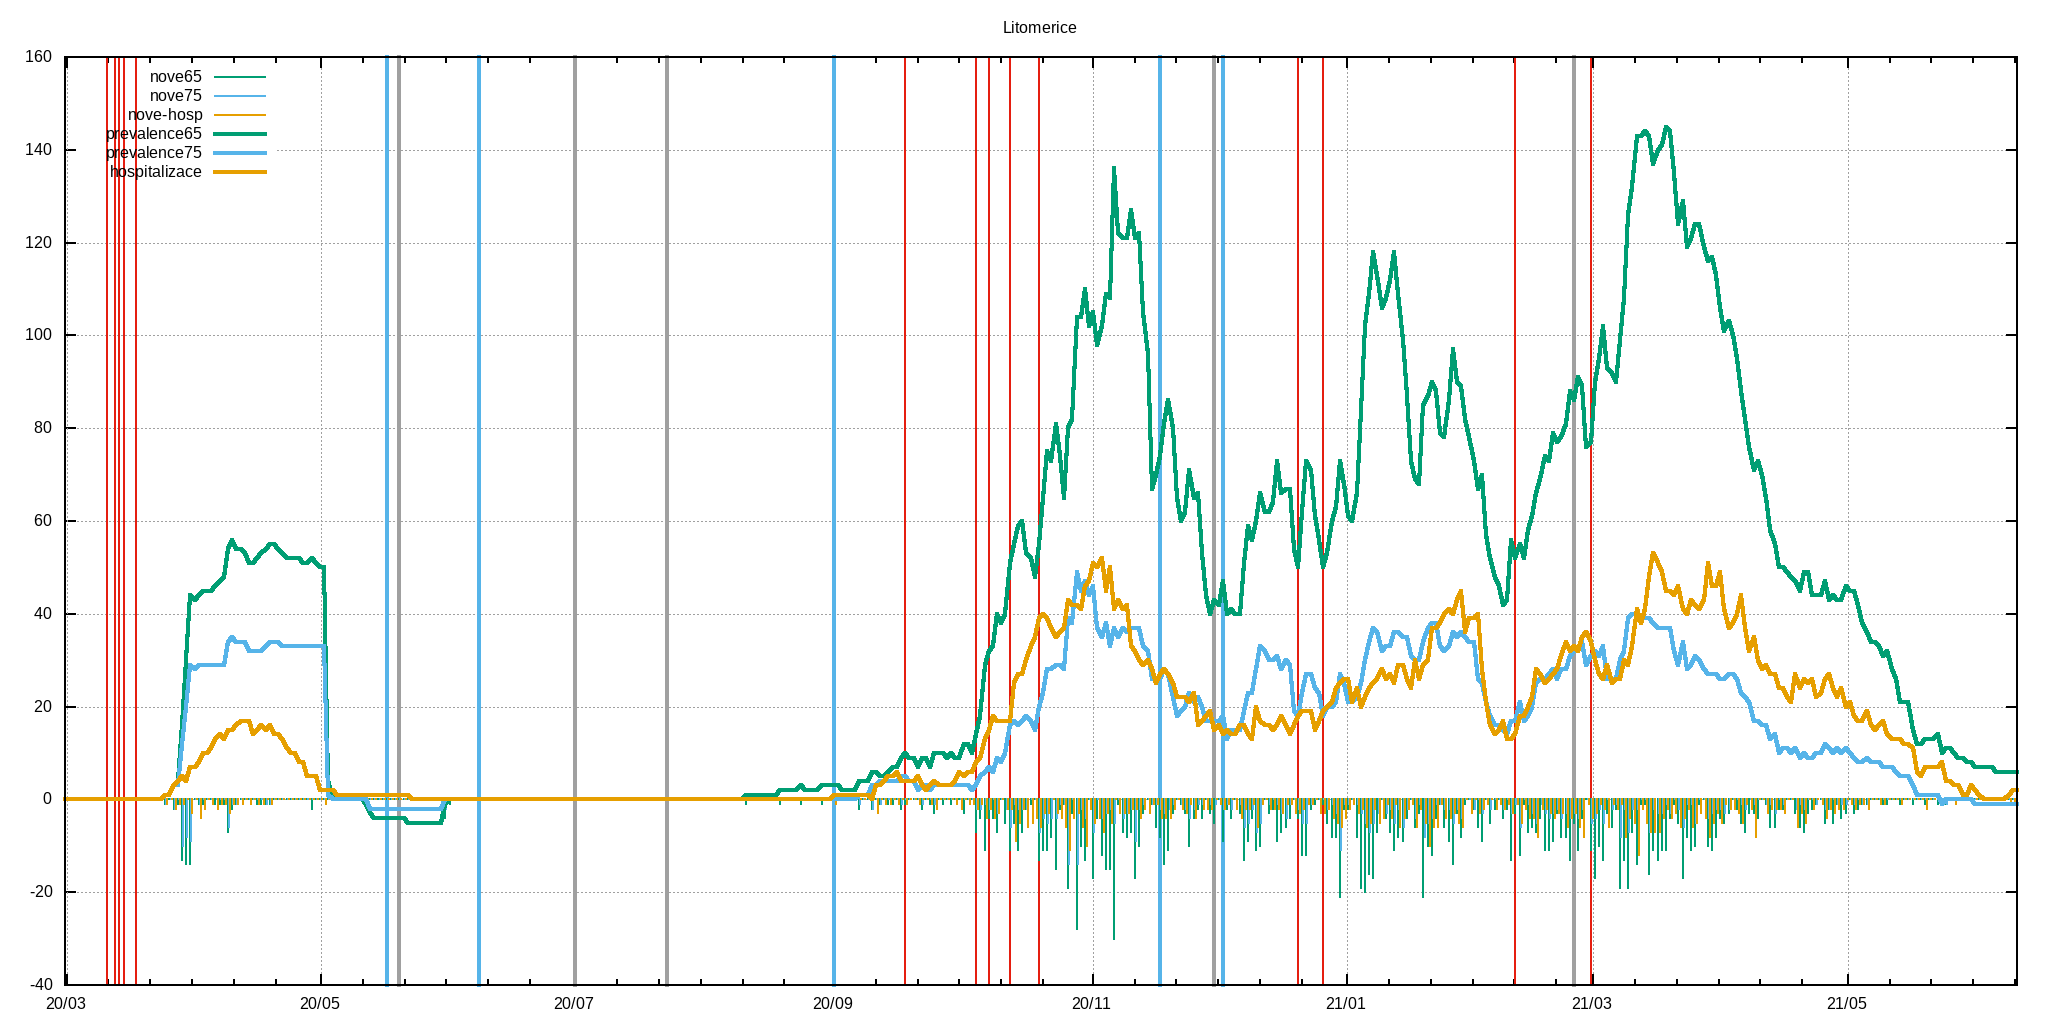 Litomerice
160
nove65
nove75
nove-hosp
prevalence65
140
prevalence75
hospitalizace
120
100
80
60
40
20
0
-20
-40
20/03 20/05 20/07 20/09 20/11 21/01 21/03 21/05